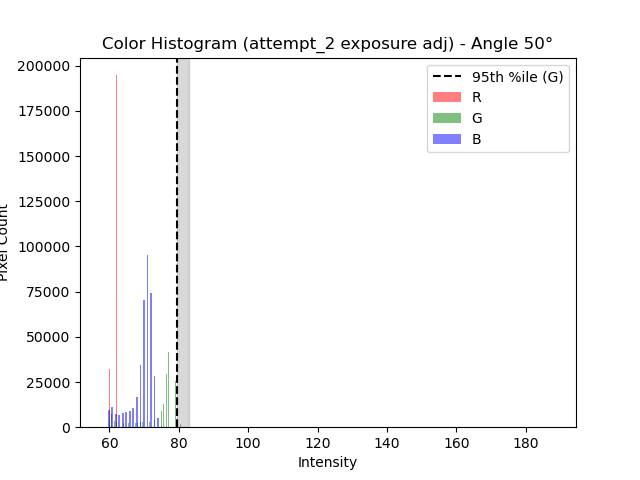 Color Histogram (attempt_2 exposure adj) - Angle 50°
200000
175000
150000
125000
100000
75000
50000
25000
0
Pixel Count
60 80 100 120 140 160 180
Intensity
95th %ile (G)
R
G
B